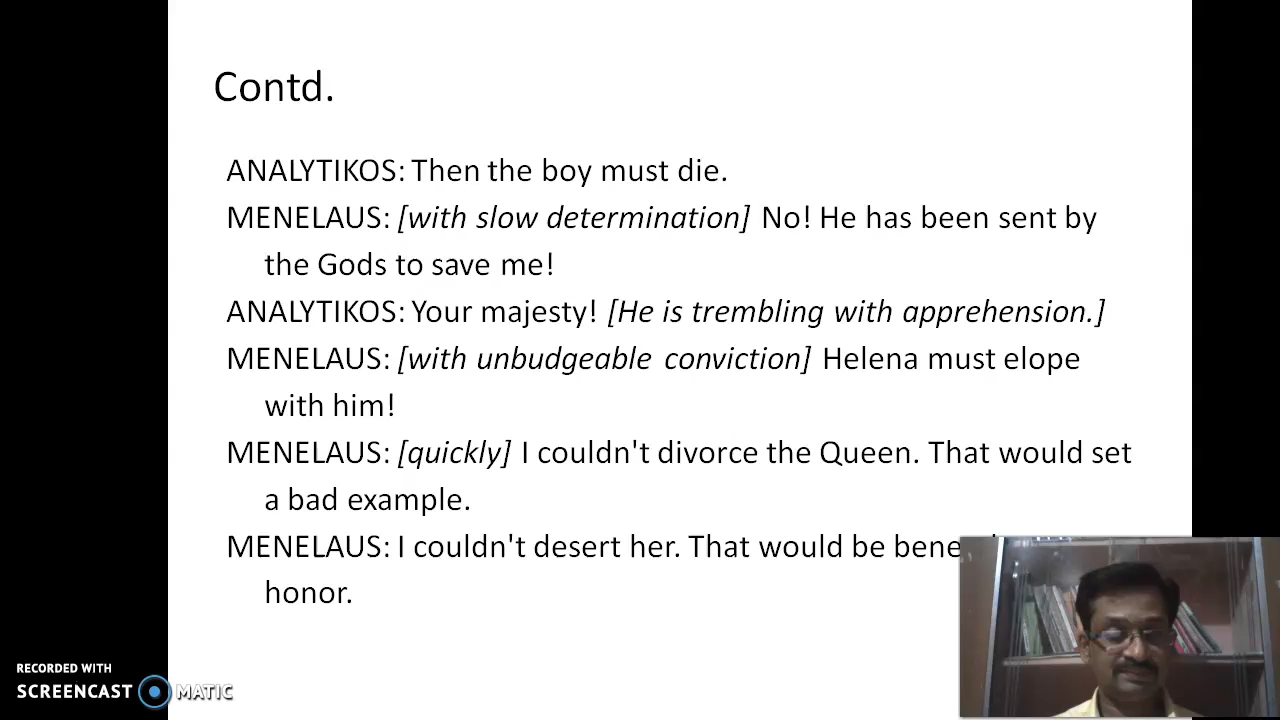 Contd.
ANALYTIKOS: Then the boy must die.
MENELAUS: [with slow determination] No! He has been sent by
the Gods to save me!
ANALYTIKOS: Your majesty! [He is trembling with apprehension.]
MENELAUS: [with unbudgeable conviction] Helena must elope
with him!
MENELAUS: [quickly] I couldn't divorce the Queen. That would set
a bad example.
MENELAUS: I couldn't desert her. That would be
honor.
RECORDED WITH
SCREENCAST MATIC